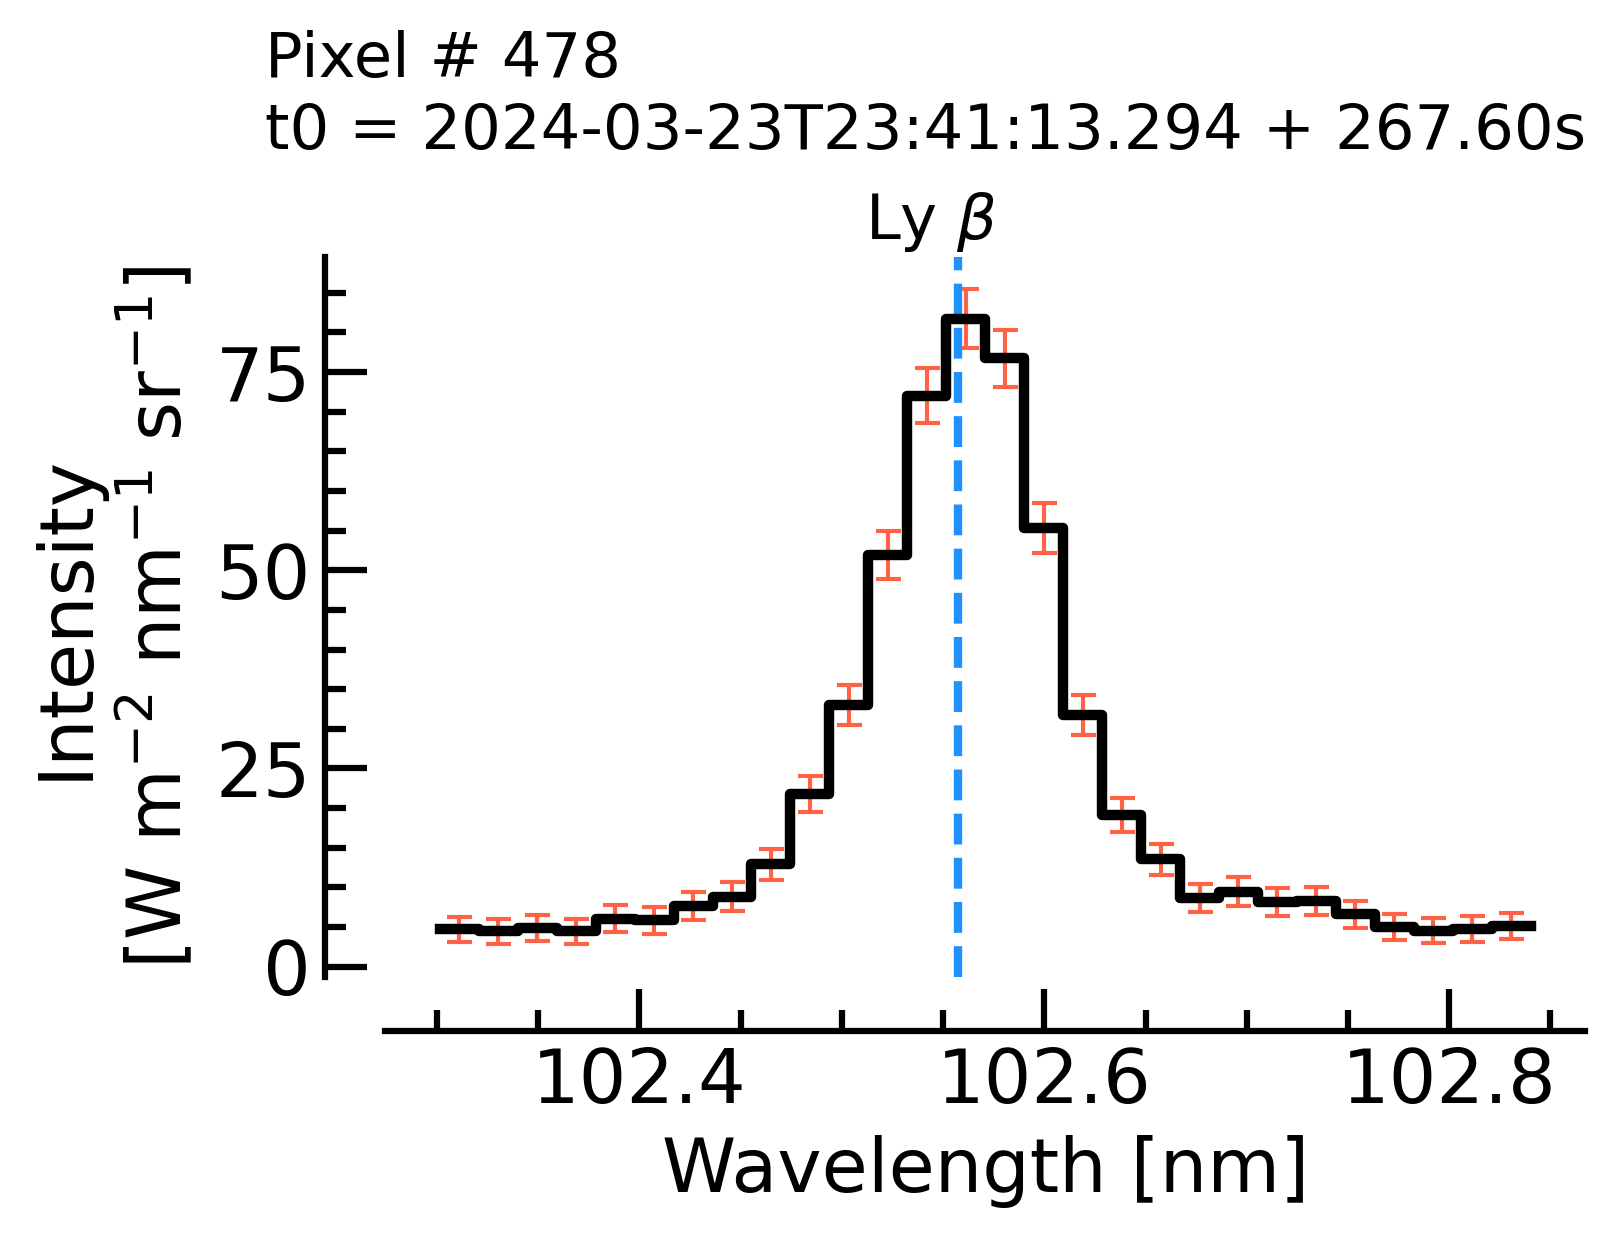 Pixel # 478
t0 = 2024-03-23T23:41:13.294 + 267.60s
Ly β
Intensity
[W m⁻² nm⁻¹ sr⁻¹]
75
50
25
0
102.4 102.6 102.8
Wavelength [nm]